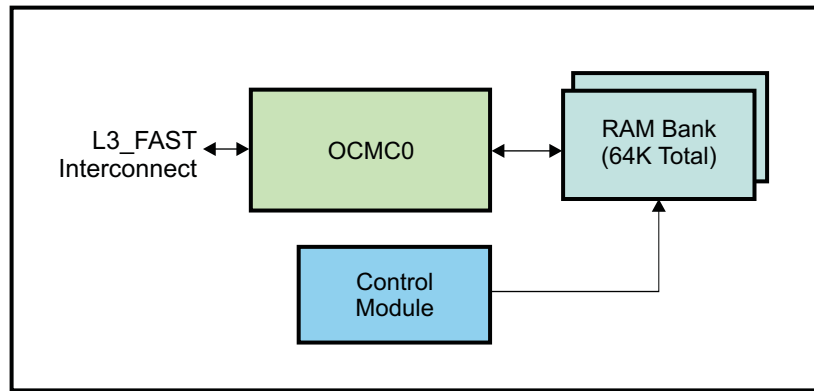 L3_FAST
Interconnect
OCMC0
RAM Bank
(64K Total)
Control
Module